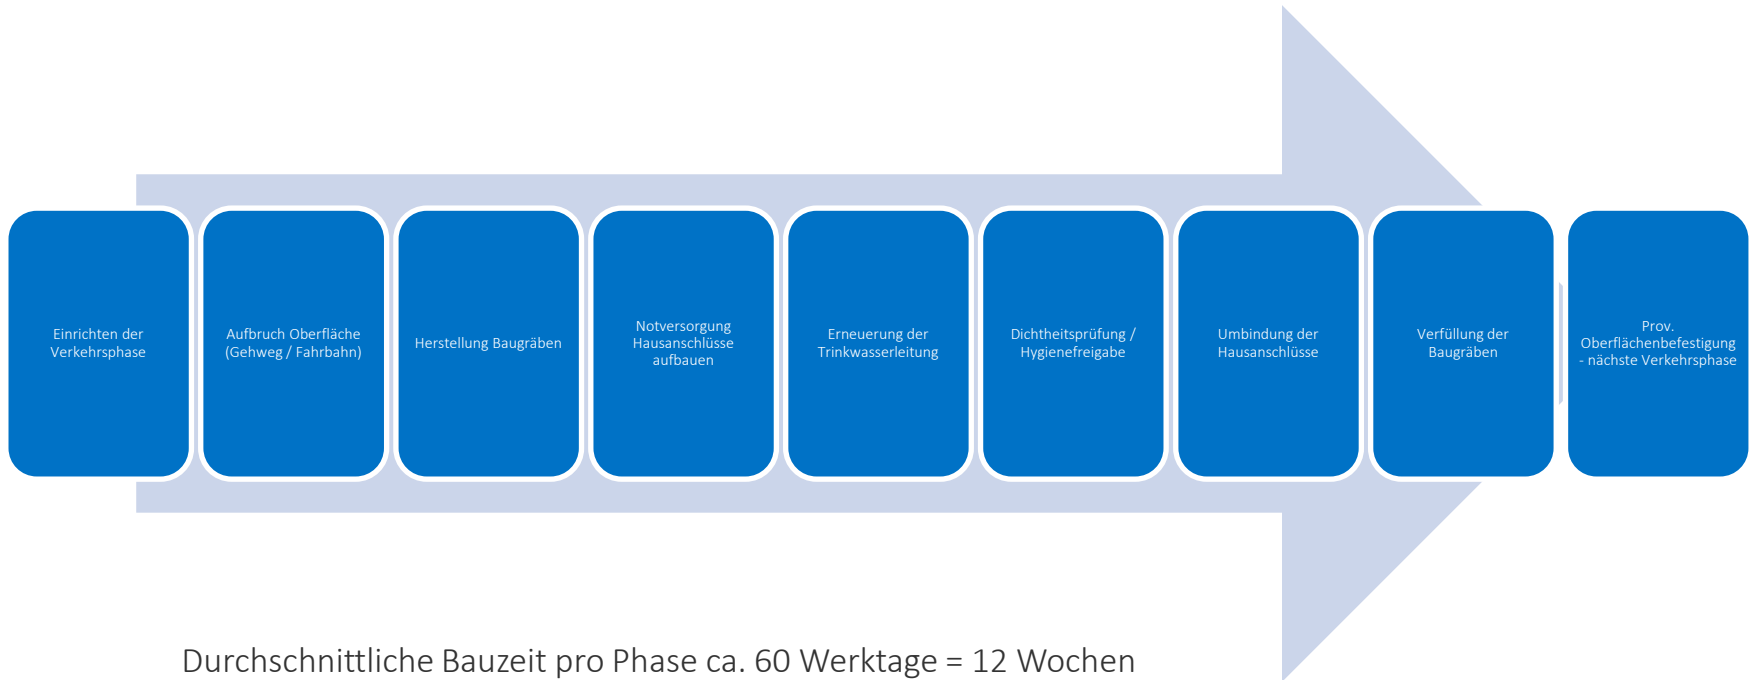 Einrichten der
Verkehrsphase
Aufbruch Oberfläche
(Gehweg / Fahrbahn)
Herstellung Baugräben
Notversorgung
Hausanschlüsse
aufbauen
Erneuerung der
Trinkwasserleitung
Dichtheitsprüfung /
Hygienefreigabe
Umbindung der
Hausanschlüsse
Verfüllung der
Baugräben
Prov.
Oberflächenbefestigung
- nächste Verkehrsphase
Durchschnittliche Bauzeit pro Phase ca. 60 Werktage = 12 Wochen